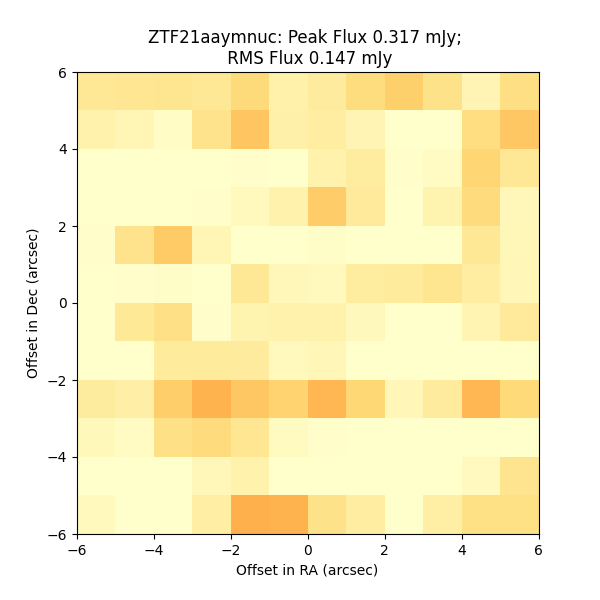 ZTF21aaymnuc: Peak Flux 0.317 mJy;
RMS Flux 0.147 mJy
6
4
2
0
−2
−4
−6
Offset in Dec (arcsec)
−6 −4 −2 0 2 4 6
Offset in RA (arcsec)